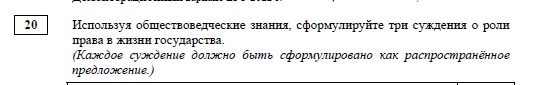 20
Используя обществоведческие знания, сформулируйте три суждения о роли
права в жизни государства.
(Каждое суждение должно быть сформулировано как распространённое
предложение.)